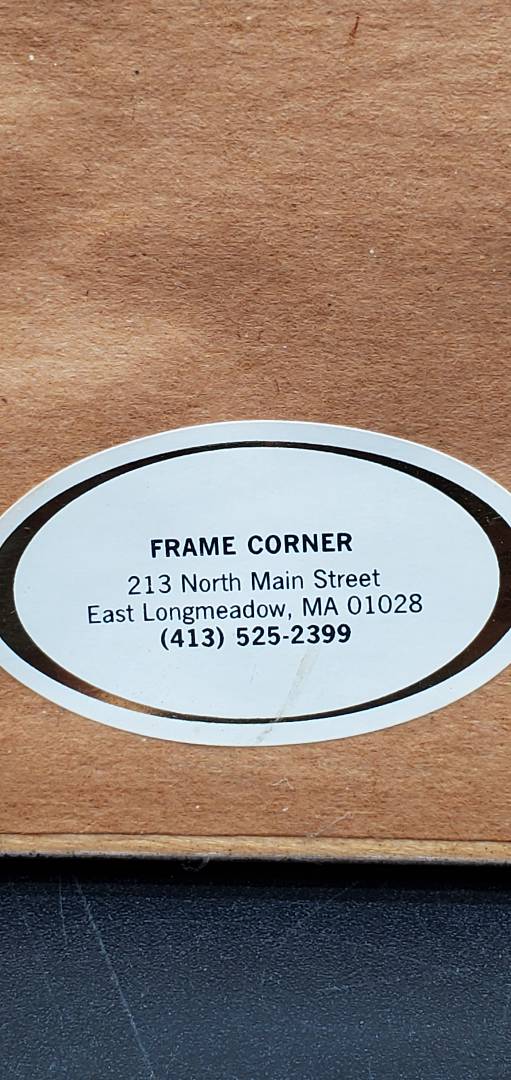 FRAME CORNER
213 North Main Street
East Longmeadow, MA 01028
(413) 525-2399